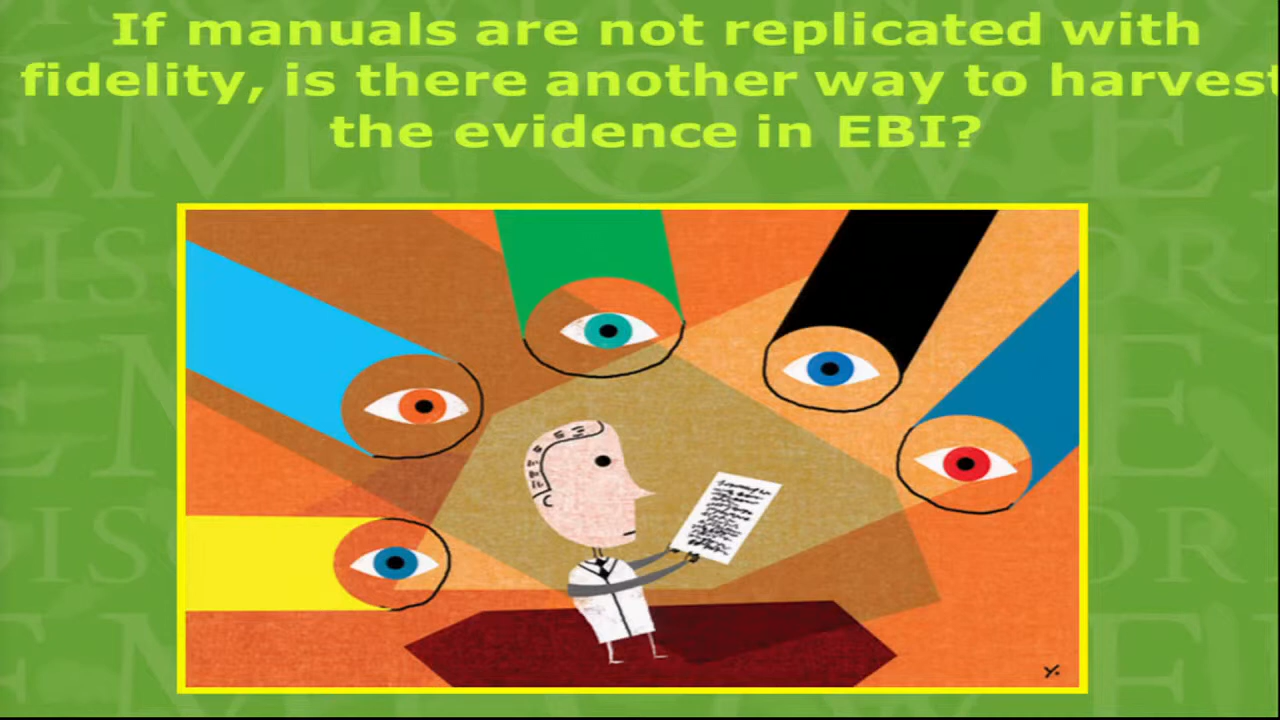 If manuals are not replicated with
fidelity, is there another way to harvest
the evidence in EBI?
Y.